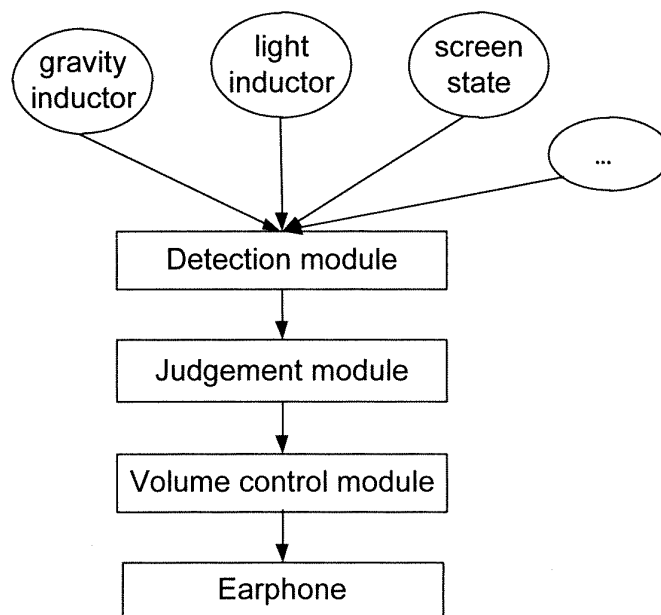 gravity
inductor
light
inductor
screen
state
...
Detection module
Judgement module
Volume control module
Earphone